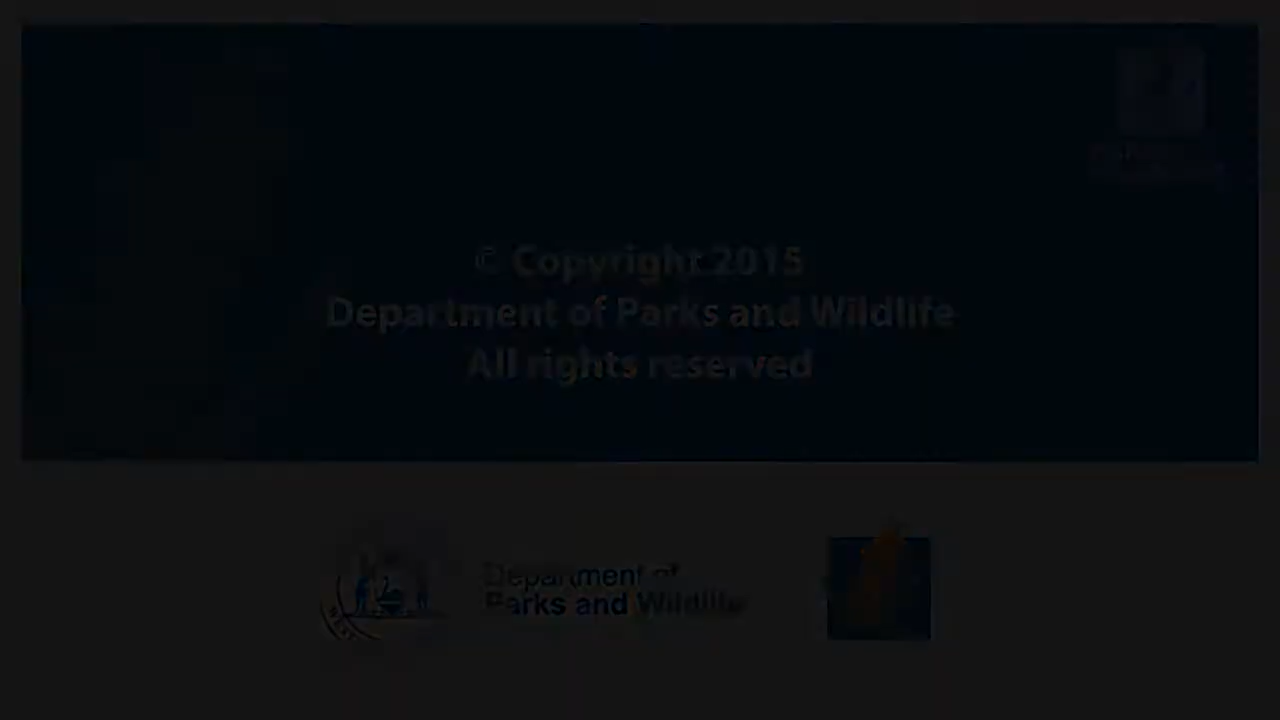 © Copyright 2015
Department of Parks and Wildlife
All rights reserved
Department of
Parks and Wildlife